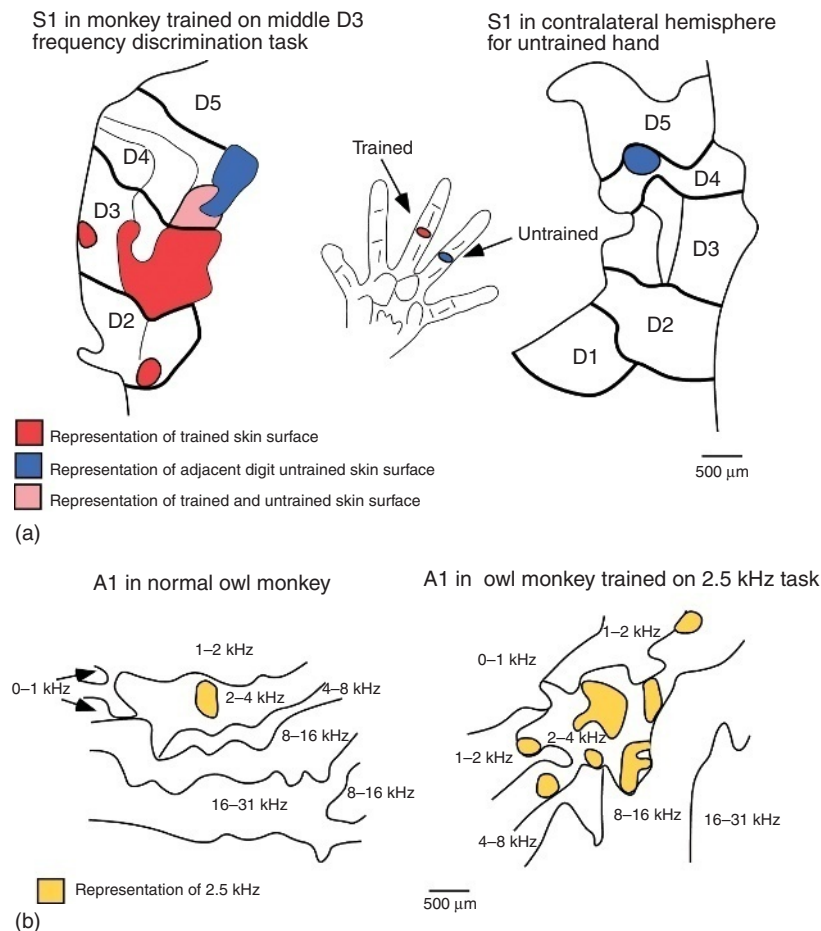 S1 in monkey trained on middle D3
frequency discrimination task
S1 in contralateral hemisphere
for untrained hand
D5
D4
D3
D2
Trained
Untrained
D5
D4
D3
D2
D1
Representation of trained skin surface
Representation of adjacent digit untrained skin surface
Representation of trained and untrained skin surface
500 μm
(a)
A1 in normal owl monkey
A1 in owl monkey trained on 2.5 kHz task
1–2 kHz
0–1 kHz
2–4 kHz
4–8 kHz
8–16 kHz
8–16 kHz
16–31 kHz
1–2 kHz
0–1 kHz
2–4 kHz
1–2 kHz
8–16 kHz
16–31 kHz
4–8 kHz
Representation of 2.5 kHz
500 μm
(b)